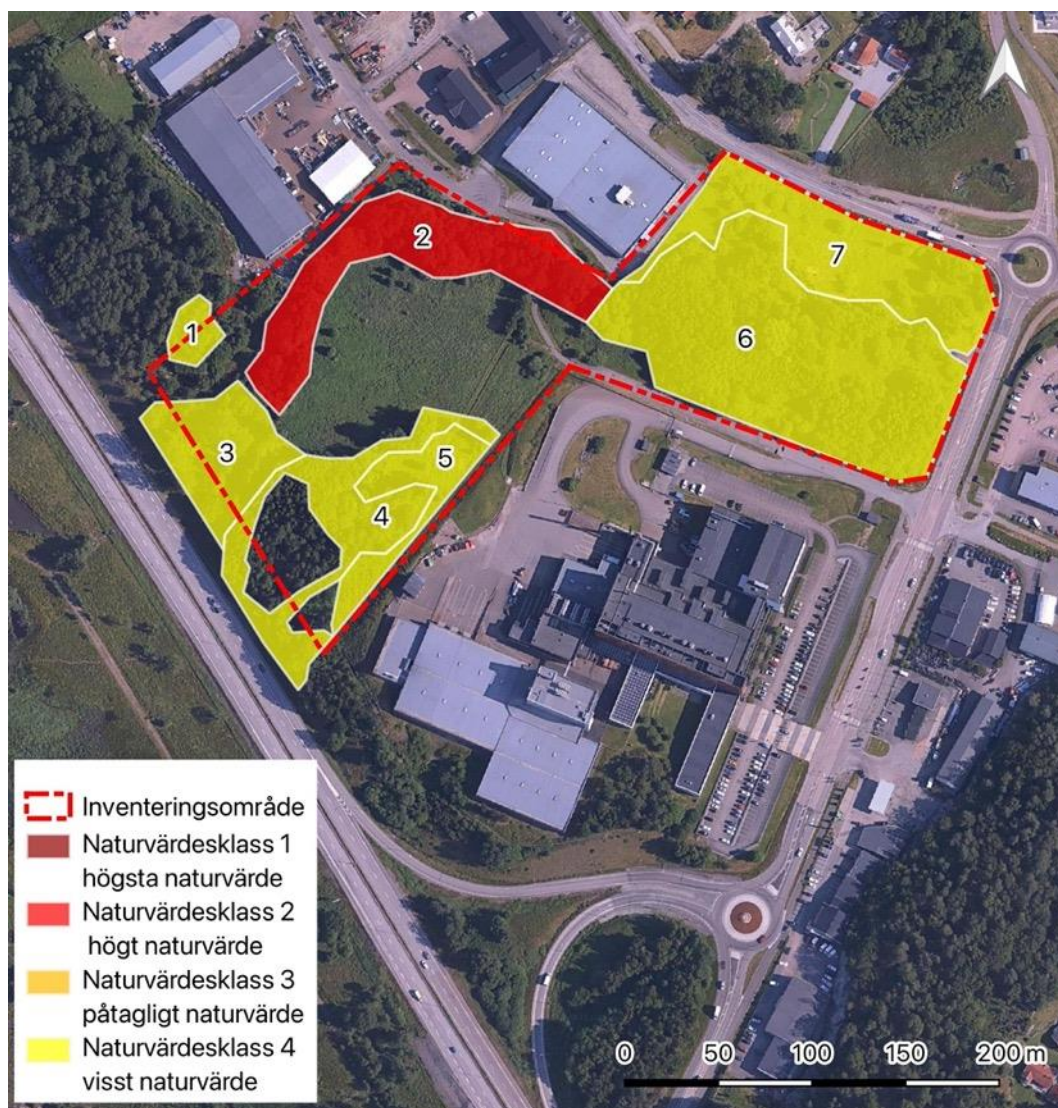 2
7
1
6
3
5
4
Inventeringsområde
Naturvärdesklass 1
högsta naturvärde
Naturvärdesklass 2
högt naturvärde
Naturvärdesklass 3
påtagligt naturvärde
Naturvärdesklass 4
visst naturvärde
0 50 100 150 200 m